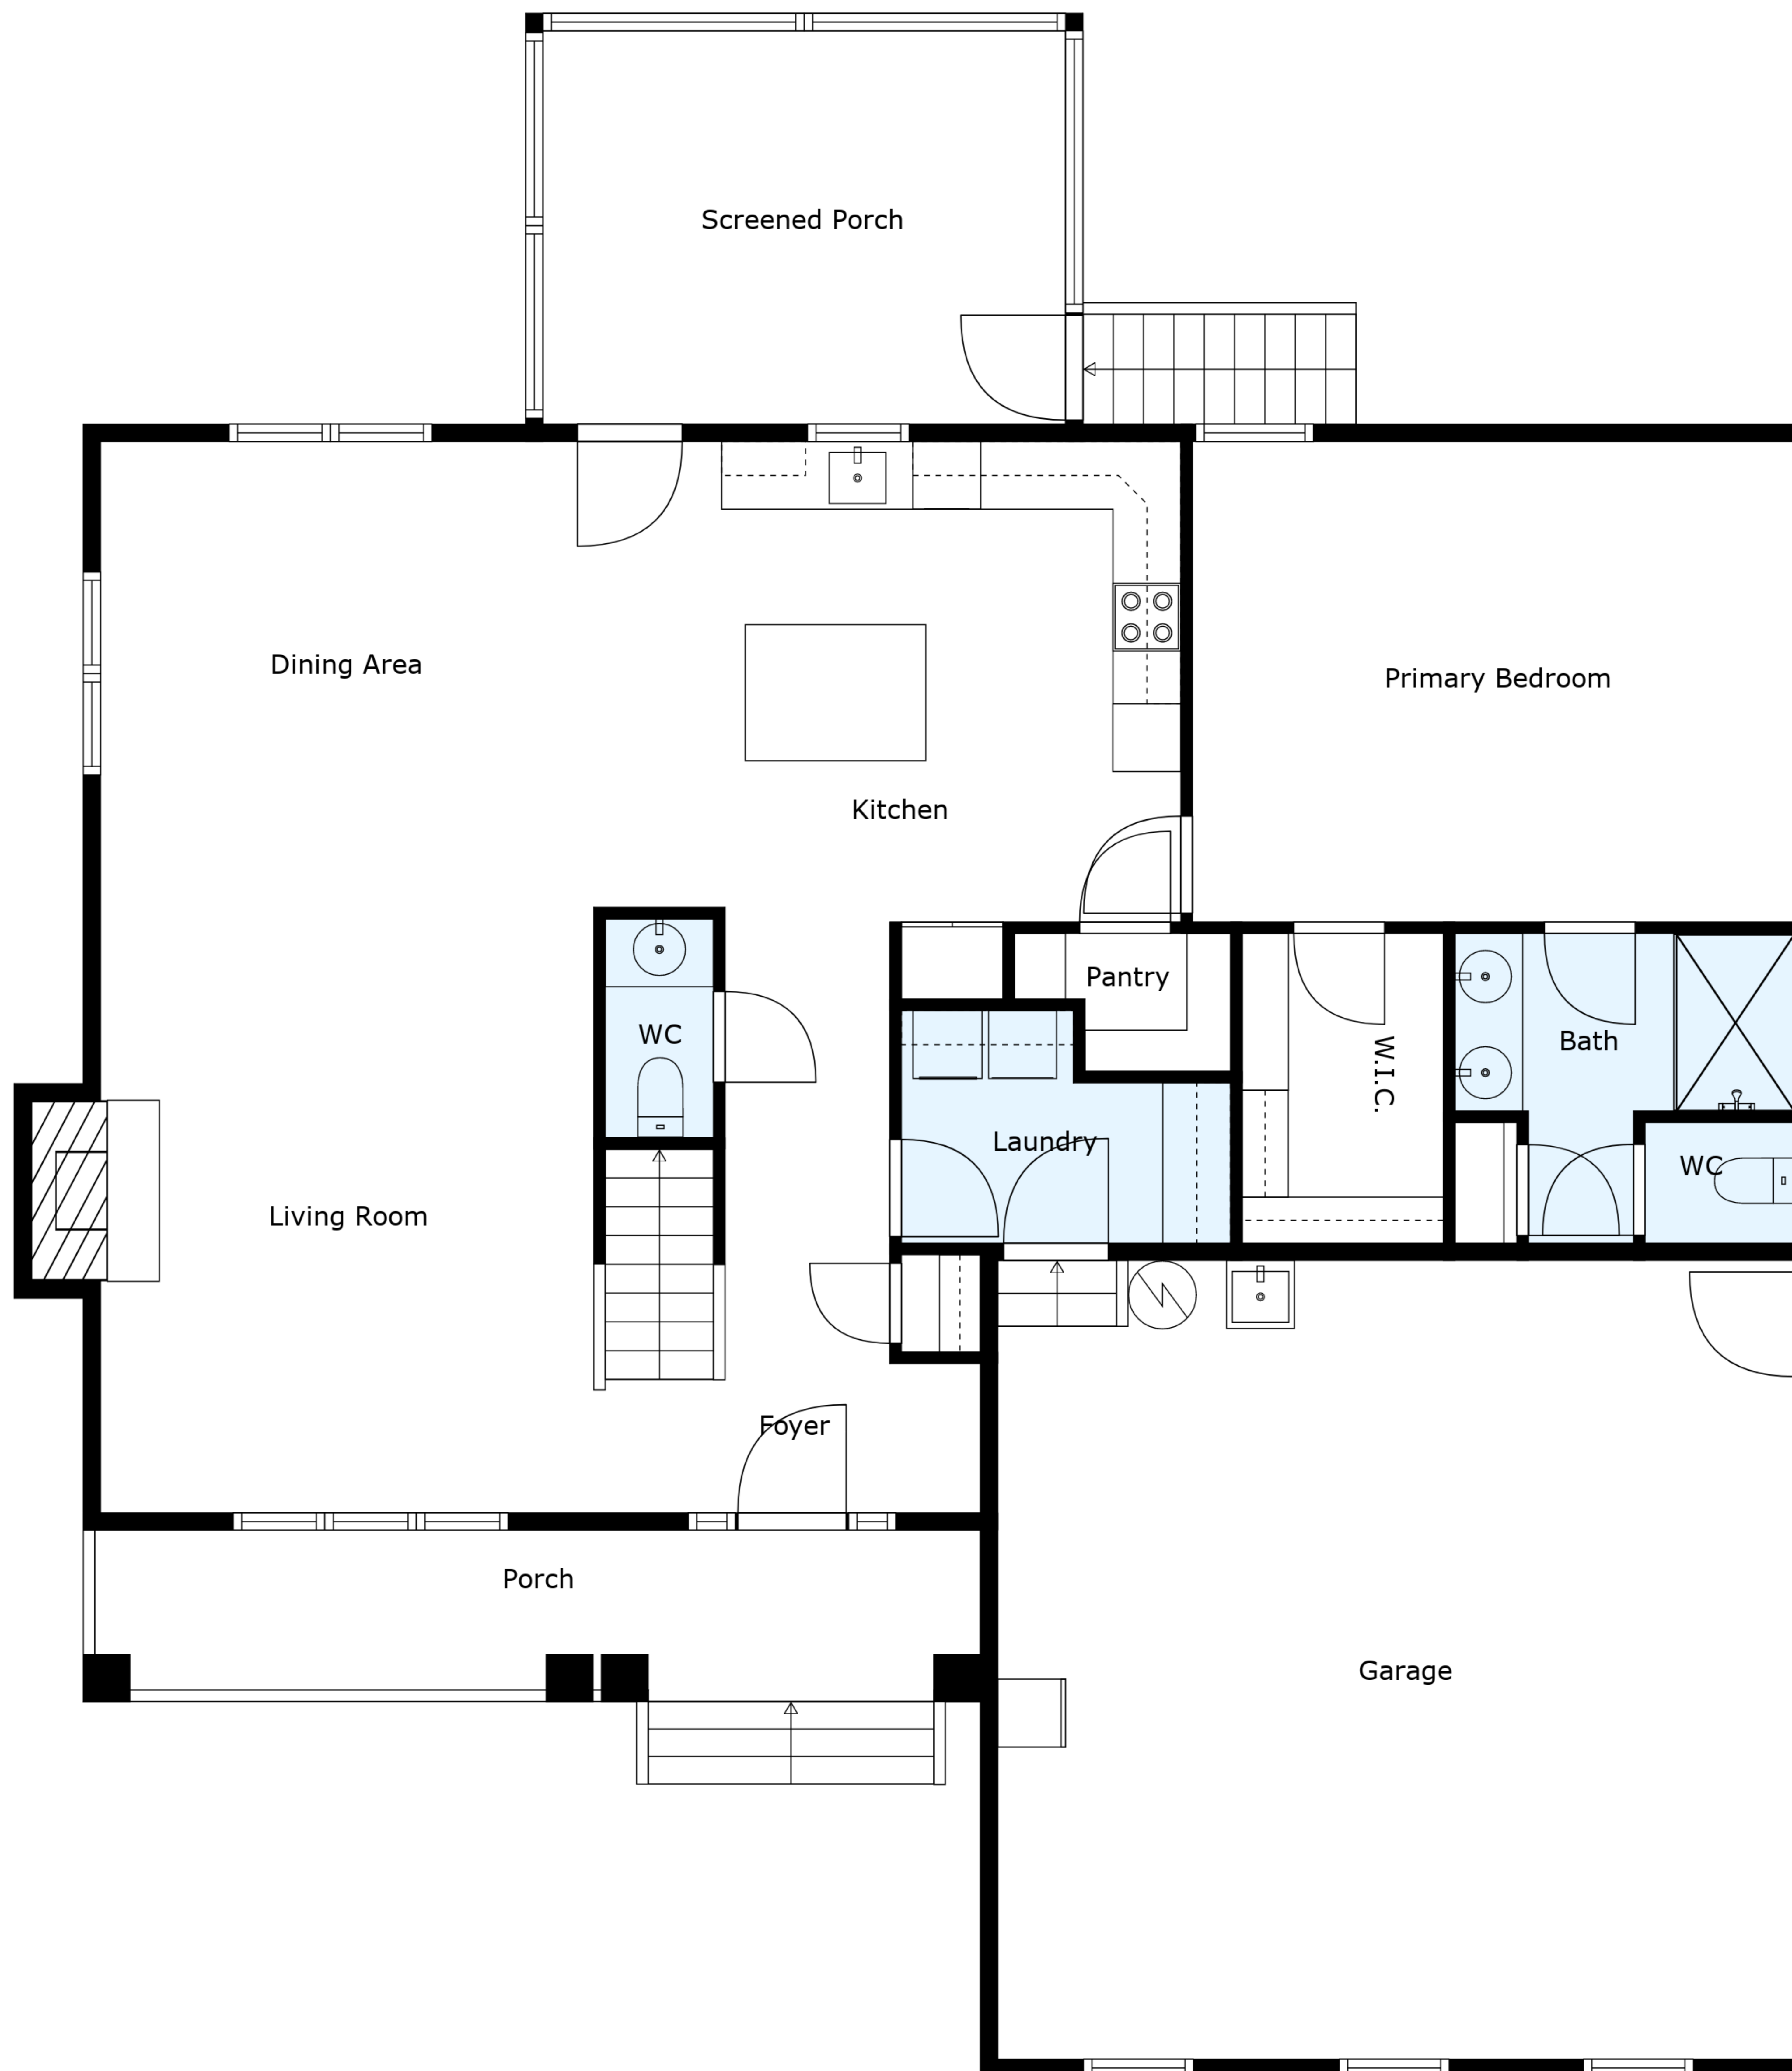 Screened Porch
Dining Area
Primary Bedroom
Kitchen
Pantry
WC
Bath
W.I.C.
Laundry
WC
Living Room
Foyer
Porch
Garage